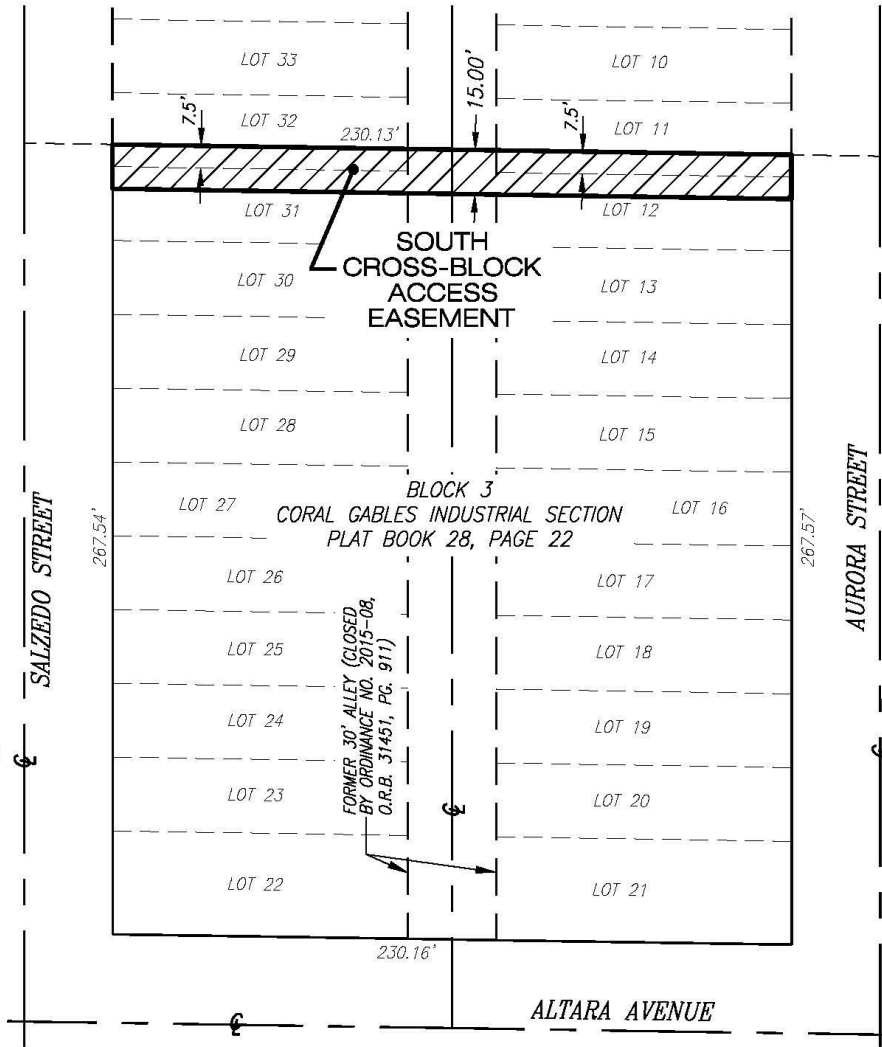 LOT 33
LOT 10
7.5'
LOT 32
230.13'
15.00'
7.5'
LOT 11
LOT 31
LOT 12
SOUTH
CROSS-BLOCK
ACCESS
EASEMENT
LOT 30
LOT 13
LOT 29
LOT 14
LOT 28
LOT 15
BLOCK 3
CORAL GABLES INDUSTRIAL SECTION
PLAT BOOK 28, PAGE 22
LOT 27
LOT 16
SALZEDO STREET
267.54'
267.57'
AURORA STREET
LOT 26
LOT 17
LOT 25
LOT 18
FORMER 30' ALLEY (CLOSED
BY ORDINANCE NO. 2015-08,
O.R.B. 31451, PG. 911)
LOT 24
LOT 19
℄
℄
LOT 23
LOT 20
℄
LOT 22
LOT 21
230.16'
℄
ALTARA AVENUE